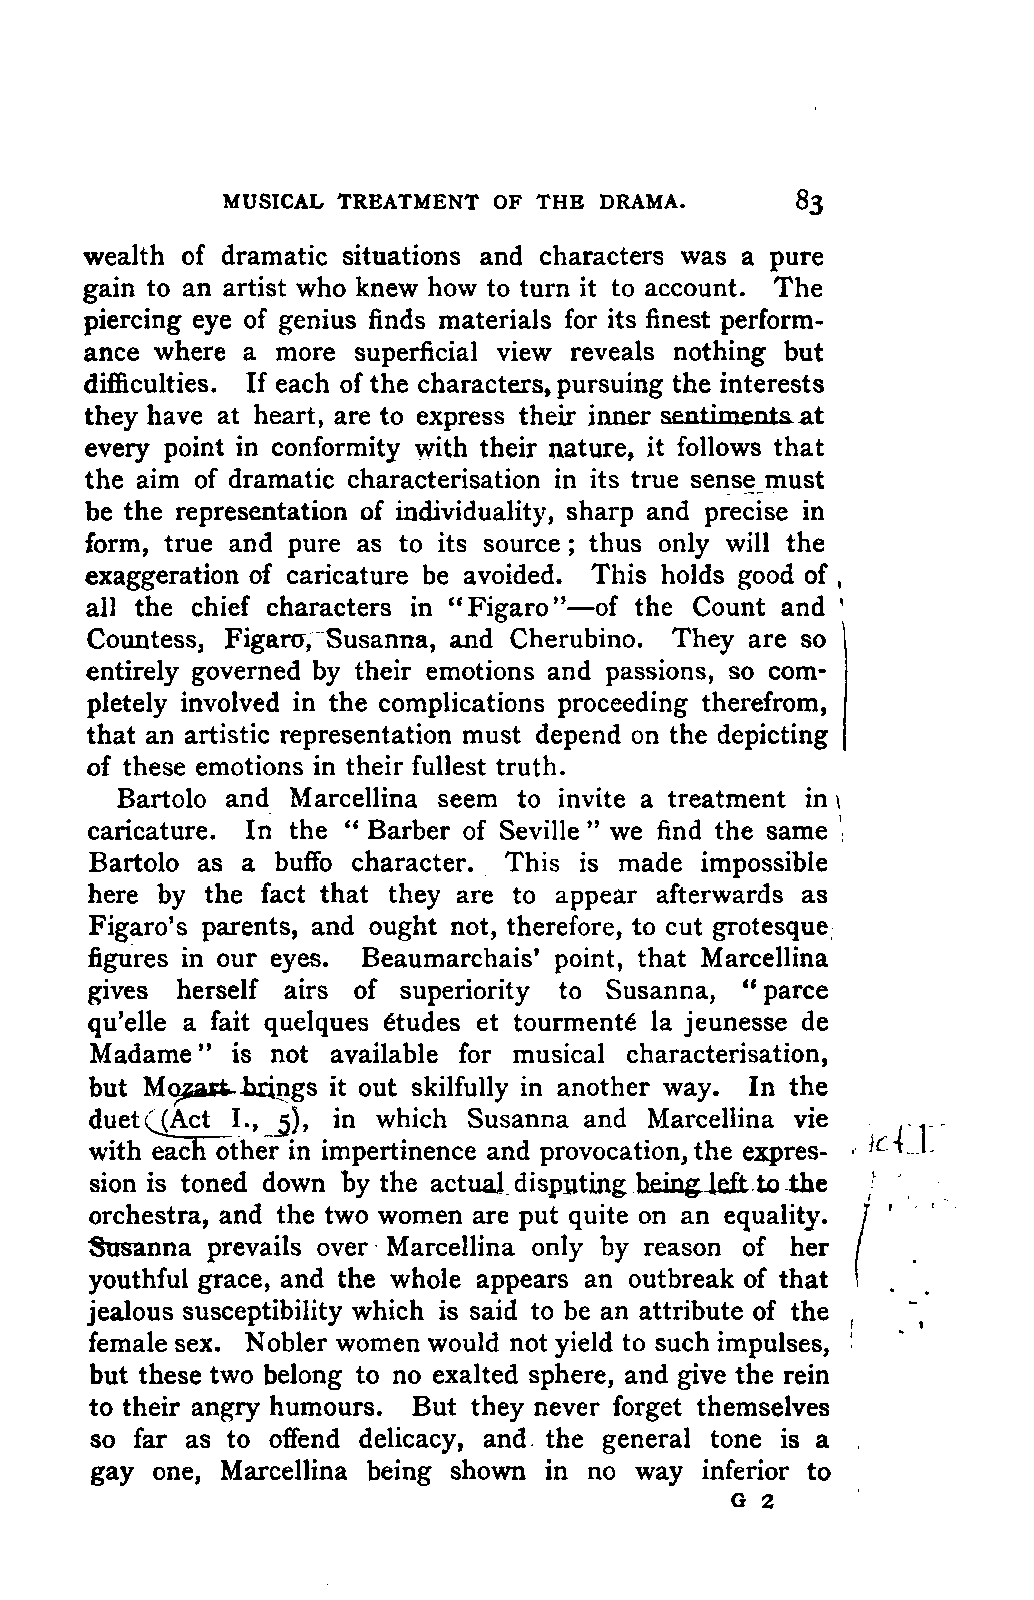 MUSICAL TREATMENT OF THE DRAMA. 83
wealth of dramatic situations and characters was a pure
gain to an artist who knew how to turn it to account. The
piercing eye of genius finds materials for its finest perform-
ance where a more superficial view reveals nothing but
difficulties. If each of the characters, pursuing the interests
they have at heart, are to express their inner sentiments at
every point in conformity with their nature, it follows that
the aim of dramatic characterisation in its true sense must
be the representation of individuality, sharp and precise in
form, true and pure as to its source; thus only will the
exaggeration of caricature be avoided. This holds good of
all the chief characters in "Figaro"—of the Count and
Countess, Figaro, Susanna, and Cherubino. They are so
entirely governed by their emotions and passions, so com-
pletely involved in the complications proceeding therefrom,
that an artistic representation must depend on the depicting
of these emotions in their fullest truth.
Bartolo and Marcellina seem to invite a treatment in
caricature. In the "Barber of Seville" we find the same
Bartolo as a buffo character. This is made impossible
here by the fact that they are to appear afterwards as
Figaro's parents, and ought not, therefore, to cut grotesque
figures in our eyes. Beaumarchais' point, that Marcellina
gives herself airs of superiority to Susanna, "parce
qu'elle a fait quelques études et tourmenté la jeunesse de
Madame" is not available for musical characterisation,
but Mozart brings it out skilfully in another way. In the
duet (Act I., 5), in which Susanna and Marcellina vie
with each other in impertinence and provocation, the expres-
sion is toned down by the actual disputing being left to the
orchestra, and the two women are put quite on an equality.
Susanna prevails over Marcellina only by reason of her
youthful grace, and the whole appears an outbreak of that
jealous susceptibility which is said to be an attribute of the
female sex. Nobler women would not yield to such impulses,
but these two belong to no exalted sphere, and give the rein
to their angry humours. But they never forget themselves
so far as to offend delicacy, and the general tone is a
gay one, Marcellina being shown in no way inferior to
G 2